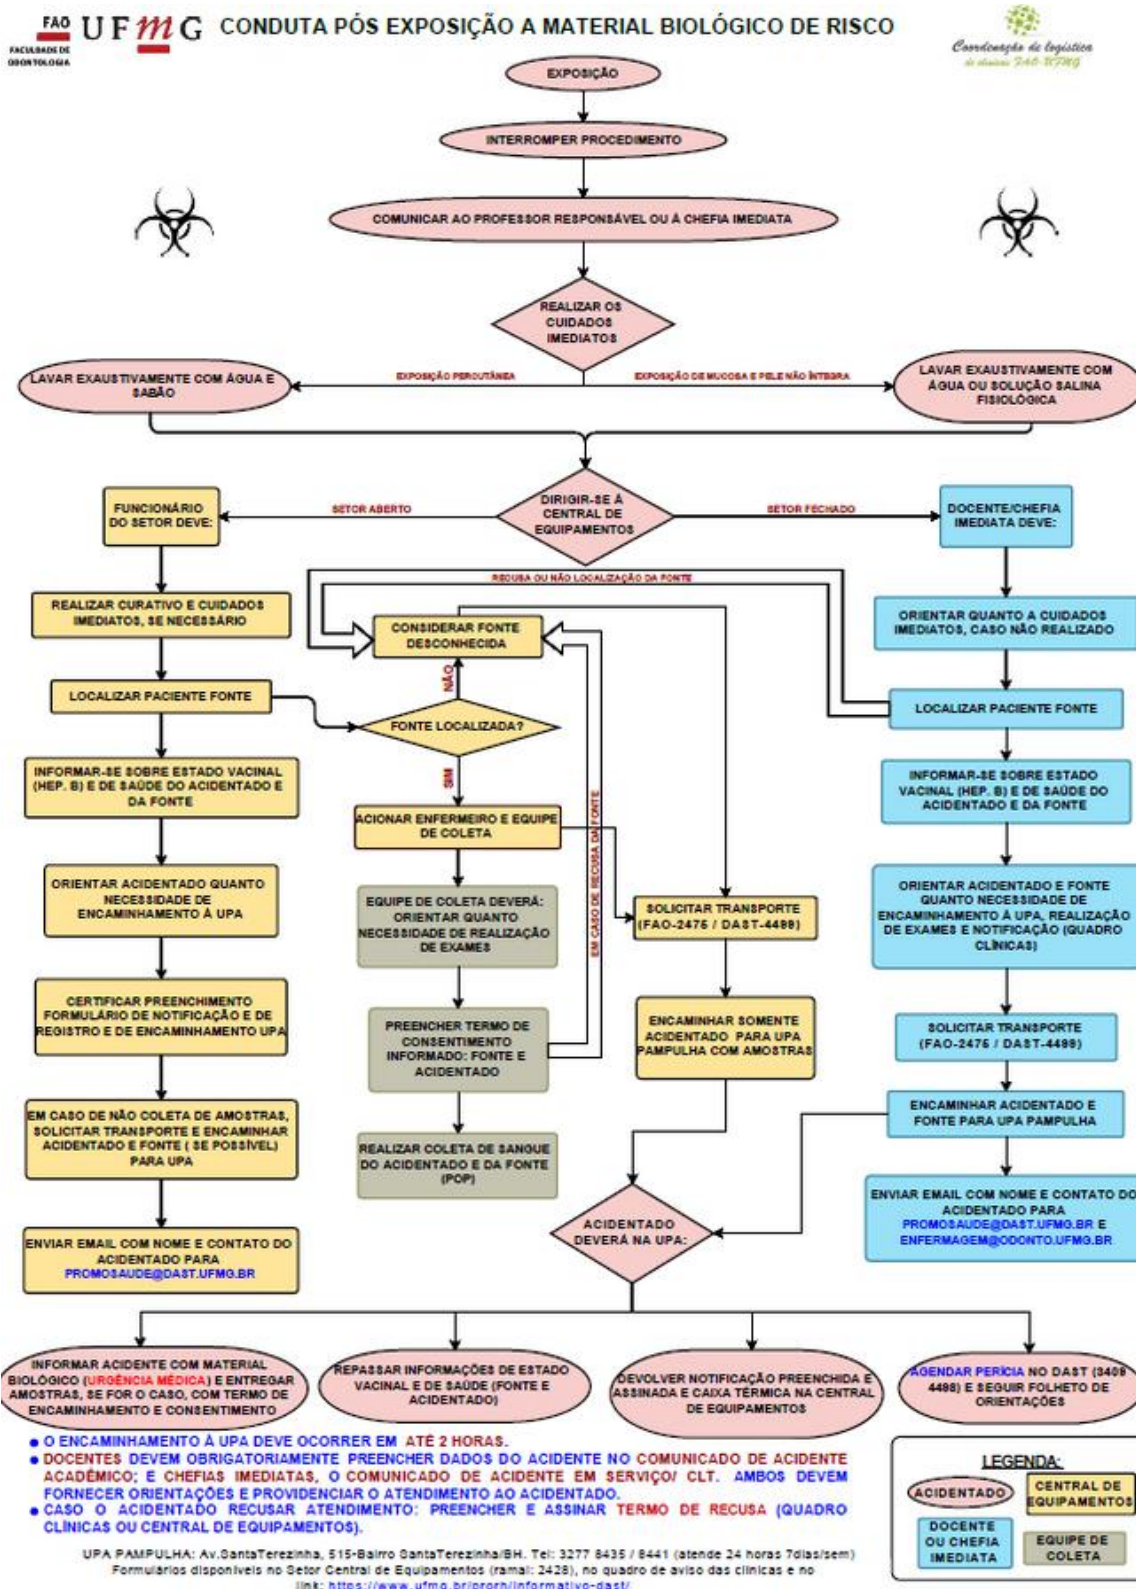 FAO
FACULDADE DE
ODONTOLOGIA
UFMG
CONDUTA PÓS EXPOSIÇÃO A MATERIAL BIOLÓGICO DE RISCO
Coordenação de logística
de clínicas FAO-UFMG
EXPOSIÇÃO
INTERROMPER PROCEDIMENTO
COMUNICAR AO PROFESSOR RESPONSÁVEL OU À CHEFIA IMEDIATA
REALIZAR OS
CUIDADOS
IMEDIATOS
LAVAR EXAUSTIVAMENTE COM ÁGUA E
SABÃO
EXPOSIÇÃO PERCUTÂNEA
EXPOSIÇÃO DE MUCOSA E PELE NÃO ÍNTEGRA
LAVAR EXAUSTIVAMENTE COM
ÁGUA OU SOLUÇÃO SALINA
FISIOLÓGICA
DIRIGIR-SE À
CENTRAL DE
EQUIPAMENTOS
SETOR ABERTO
SETOR FECHADO
FUNCIONÁRIO
DO SETOR DEVE:
REALIZAR CURATIVO E CUIDADOS
IMEDIATOS, SE NECESSÁRIO
LOCALIZAR PACIENTE FONTE
INFORMAR-SE SOBRE ESTADO VACINAL
(HEP. B) E DE SAÚDE DO ACIDENTADO E
DA FONTE
ORIENTAR ACIDENTADO QUANTO
NECESSIDADE DE
ENCAMINHAMENTO À UPA
CERTIFICAR PREENCHIMENTO
FORMULÁRIO DE NOTIFICAÇÃO E DE
REGISTRO E DE ENCAMINHAMENTO UPA
EM CASO DE NÃO COLETA DE AMOSTRAS,
SOLICITAR TRANSPORTE E ENCAMINHAR
ACIDENTADO E FONTE ( SE POSSÍVEL)
PARA UPA
ENVIAR EMAIL COM NOME E CONTATO DO
ACIDENTADO PARA
PROMOSAUDE@DAST.UFMG.BR
RECUSA OU NÃO LOCALIZAÇÃO DA FONTE
CONSIDERAR FONTE
DESCONHECIDA
NÃO
FONTE LOCALIZADA?
SIM
ACIONAR ENFERMEIRO E EQUIPE
DE COLETA
EQUIPE DE COLETA DEVERÁ:
ORIENTAR QUANTO
NECESSIDADE DE REALIZAÇÃO
DE EXAMES
PREENCHER TERMO DE
CONSENTIMENTO
INFORMADO: FONTE E
ACIDENTADO
REALIZAR COLETA DE SANGUE
DO ACIDENTADO E DA FONTE
(POP)
EM CASO DE RECUSA DA FONTE
SOLICITAR TRANSPORTE
(FAO-2475 / DAST-4499)
ENCAMINHAR SOMENTE
ACIDENTADO PARA UPA
PAMPULHA COM AMOSTRAS
DOCENTE/CHEFIA
IMEDIATA DEVE:
ORIENTAR QUANTO A CUIDADOS
IMEDIATOS, CASO NÃO REALIZADO
LOCALIZAR PACIENTE FONTE
INFORMAR-SE SOBRE ESTADO
VACINAL (HEP. B) E DE SAÚDE DO
ACIDENTADO E DA FONTE
ORIENTAR ACIDENTADO E FONTE
QUANTO NECESSIDADE DE
ENCAMINHAMENTO À UPA, REALIZAÇÃO
DE EXAMES E NOTIFICAÇÃO (QUADRO
CLÍNICAS)
SOLICITAR TRANSPORTE
(FAO-2475 / DAST-4499)
ENCAMINHAR ACIDENTADO E
FONTE PARA UPA PAMPULHA
ENVIAR EMAIL COM NOME E CONTATO DO
ACIDENTADO PARA
PROMOSAUDE@DAST.UFMG.BR E
ENFERMAGEM@ODONTO.UFMG.BR
ACIDENTADO
DEVERÁ NA UPA:
INFORMAR ACIDENTE COM MATERIAL
BIOLÓGICO (URGÊNCIA MÉDICA) E ENTREGAR
AMOSTRAS, SE FOR O CASO, COM TERMO DE
ENCAMINHAMENTO E CONSENTIMENTO
REPASSAR INFORMAÇÕES DE ESTADO
VACINAL E DE SAÚDE (FONTE E
ACIDENTADO)
DEVOLVER NOTIFICAÇÃO PREENCHIDA E
ASSINADA E CAIXA TÉRMICA NA CENTRAL
DE EQUIPAMENTOS
AGENDAR PERÍCIA NO DAST (3409
4498) E SEGUIR FOLHETO DE
ORIENTAÇÕES
● O ENCAMINHAMENTO À UPA DEVE OCORRER EM ATÉ 2 HORAS.
● DOCENTES DEVEM OBRIGATORIAMENTE PREENCHER DADOS DO ACIDENTE NO COMUNICADO DE ACIDENTE
ACADÊMICO; E CHEFIAS IMEDIATAS, O COMUNICADO DE ACIDENTE EM SERVIÇO/ CLT. AMBOS DEVEM
FORNECER ORIENTAÇÕES E PROVIDENCIAR O ATENDIMENTO AO ACIDENTADO.
● CASO O ACIDENTADO RECUSAR ATENDIMENTO: PREENCHER E ASSINAR TERMO DE RECUSA (QUADRO
CLÍNICAS OU CENTRAL DE EQUIPAMENTOS).
LEGENDA:
ACIDENTADO
CENTRAL DE
EQUIPAMENTOS
DOCENTE
OU CHEFIA
IMEDIATA
EQUIPE DE
COLETA
UPA PAMPULHA: Av.SantaTerezinha, 515-Bairro SantaTerezinha/BH. Tel: 3277 8435 / 8441 (atende 24 horas 7dias/sem)
Formulários disponíveis no Setor Central de Equipamentos (ramal: 2428), no quadro de aviso das clínicas e no
link: https://www.ufmg.br/prorh/informativo-dast/.